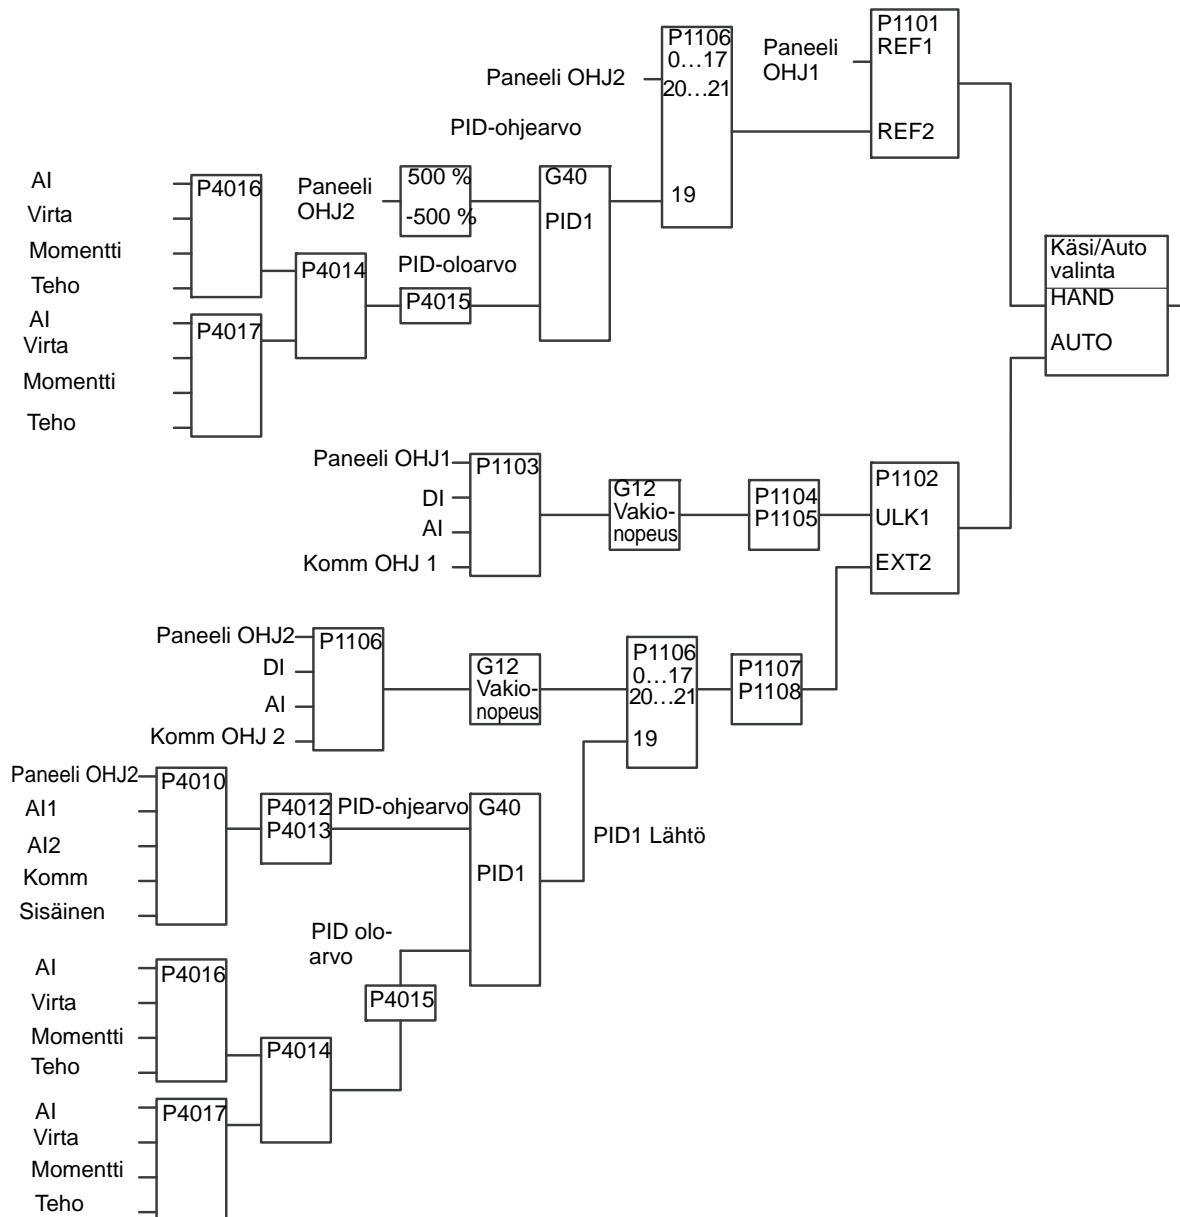 P1101
REF1
REF2
Paneeli
OHJ1
P1106
0…17
20…21
19
Paneeli OHJ2
PID-ohjearvo
AI
Virta
Momentti
Teho
P4016
Paneeli
OHJ2
500 %
-500 %
G40
PID1
PID-oloarvo
P4014
P4015
AI
Virta
Momentti
Teho
P4017
Käsi/Auto
valinta
HAND
AUTO
Paneeli OHJ1
DI
AI
Komm OHJ 1
P1103
G12
Vakio-
nopeus
P1104
P1105
P1102
ULK1
EXT2
Paneeli OHJ2
DI
AI
Komm OHJ 2
P1106
G12
Vakio-
nopeus
P1106
0…17
20…21
19
P1107
P1108
Paneeli OHJ2
AI1
AI2
Komm
Sisäinen
P4010
P4012
P4013
PID-ohjearvo
G40
PID1
PID1 Lähtö
PID olo-
arvo
P4015
AI
Virta
Momentti
Teho
P4016
P4014
AI
Virta
Momentti
Teho
P4017